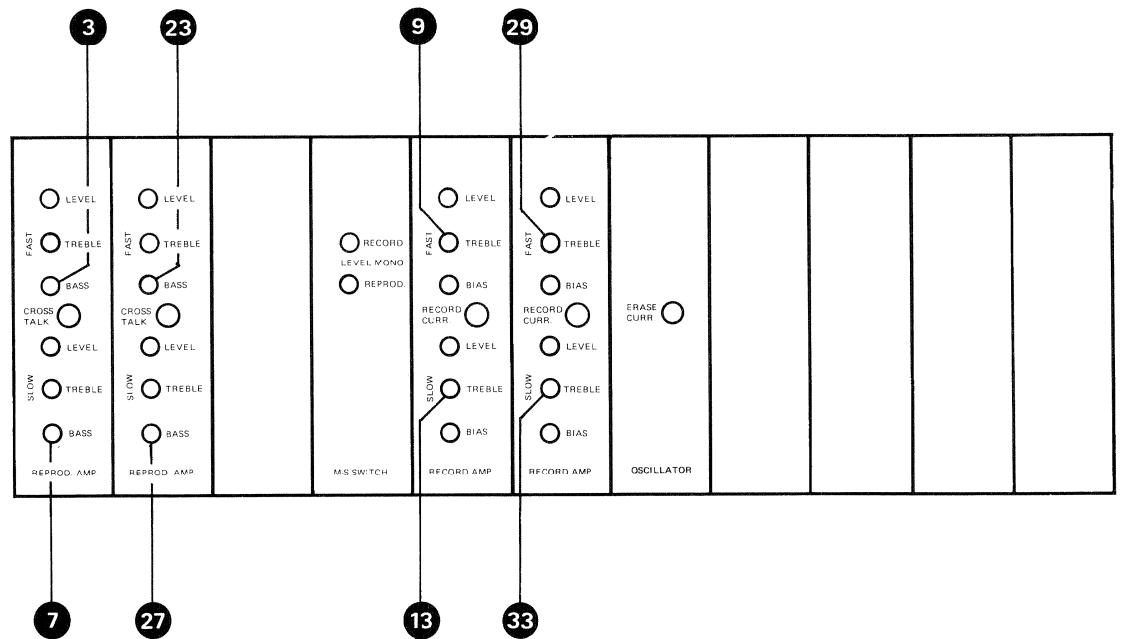 3
23
9
29
LEVEL
FAST
TREBLE
BASS
CROSS
TALK
LEVEL
SLOW
TREBLE
BASS
REPROD. AMP
LEVEL
FAST
TREBLE
BASS
CROSS
TALK
LEVEL
SLOW
TREBLE
BASS
REPROD. AMP
RECORD
LEVEL MONO
REPROD.
M-S SWITCH
LEVEL
FAST
TREBLE
BIAS
RECORD
CURR.
LEVEL
SLOW
TREBLE
BIAS
RECORD AMP
LEVEL
FAST
TREBLE
BIAS
RECORD
CURR.
LEVEL
SLOW
TREBLE
BIAS
RECORD AMP
ERASE
CURR.
OSCILLATOR
7
27
13
33